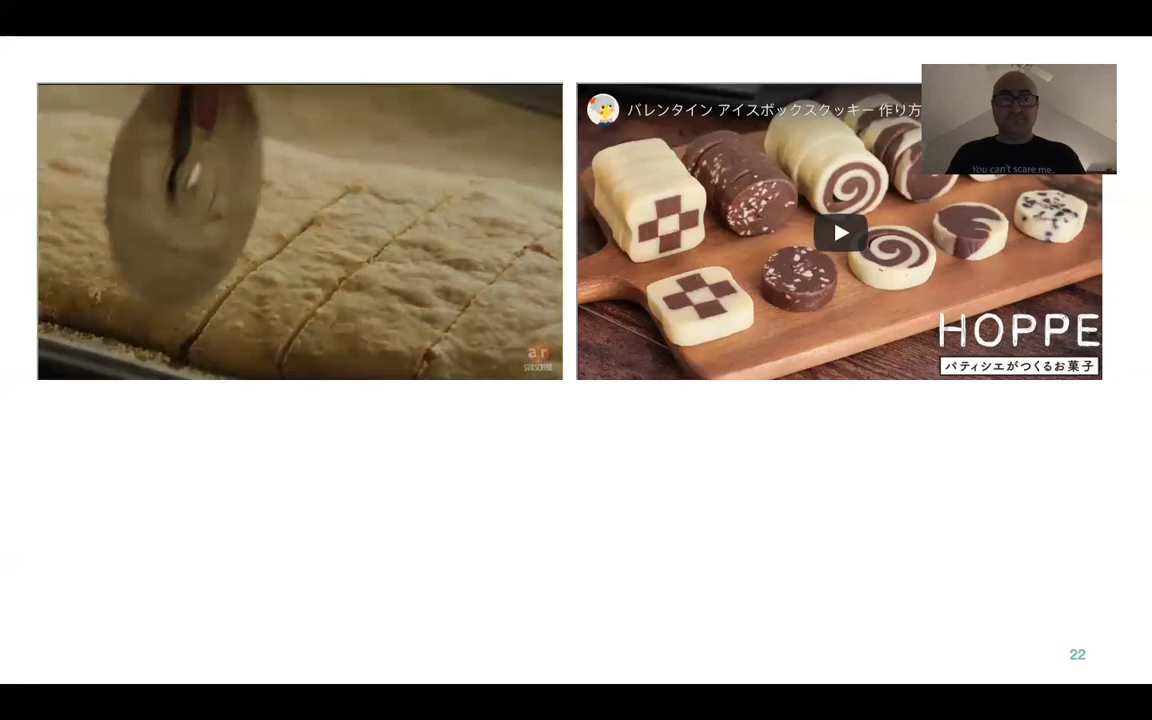 ar
SUBSCRIBE
バレンタイン アイスボックスクッキー 作り方
You can't scare me.
HOPPE
パティシエがつくるお菓子
22